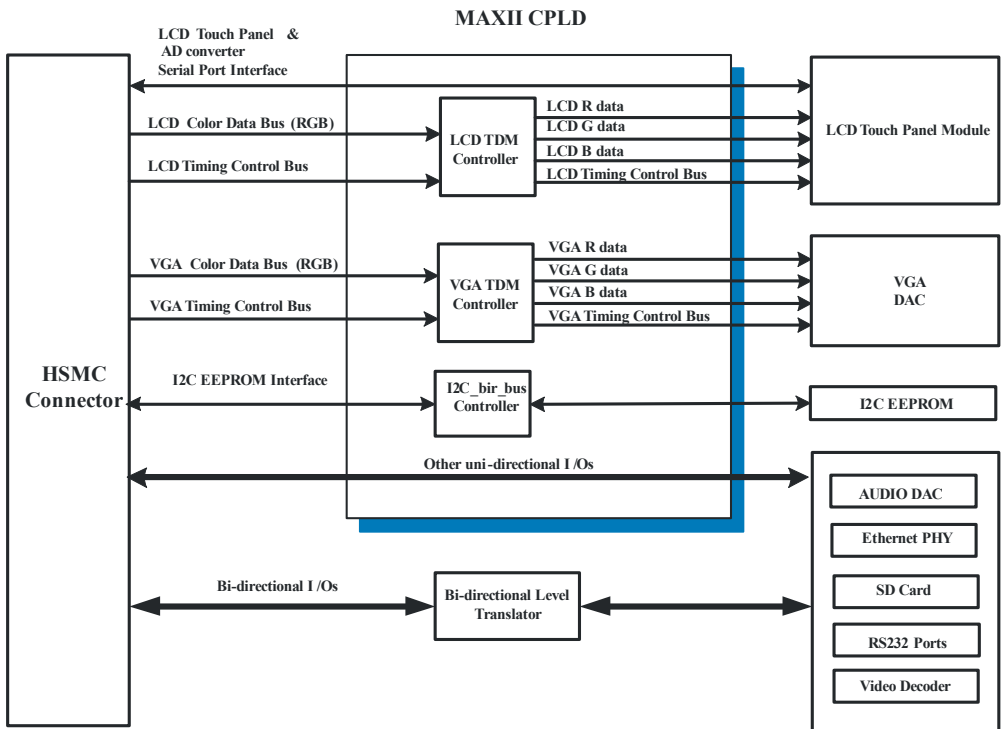 MAXII CPLD
LCD Touch Panel &
AD converter
Serial Port Interface
LCD Color Data Bus (RGB)
LCD Timing Control Bus
LCD TDM
Controller
LCD R data
LCD G data
LCD B data
LCD Timing Control Bus
LCD Touch Panel Module
VGA Color Data Bus (RGB)
VGA Timing Control Bus
VGA TDM
Controller
VGA R data
VGA G data
VGA B data
VGA Timing Control Bus
VGA
DAC
HSMC
Connector
I2C EEPROM Interface
I2C_bir_bus
Controller
I2C EEPROM
Other uni-directional I /Os
Bi-directional I /Os
Bi-directional Level
Translator
AUDIO DAC
Ethernet PHY
SD Card
RS232 Ports
Video Decoder